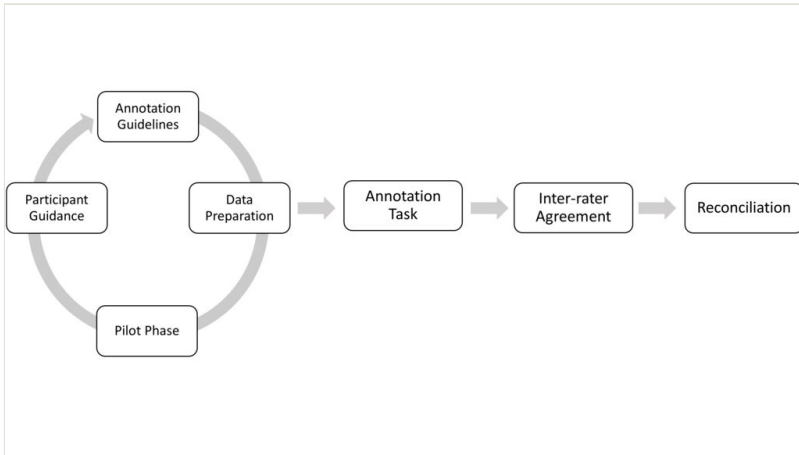 Annotation
Guidelines
Participant
Guidance
Data
Preparation
Pilot Phase
Annotation
Task
Inter-rater
Agreement
Reconciliation